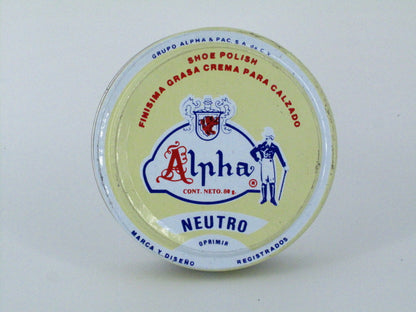 GRUPO ALPHA & PAC S.A. de C.V.
SHOE POLISH
FINISIMA GRASA CREMA PARA CALZADO
Alpha ®
CONT. NETO. 80 g.
NEUTRO
OPRIMIR
MARCA Y DISEÑO REGISTRADOS